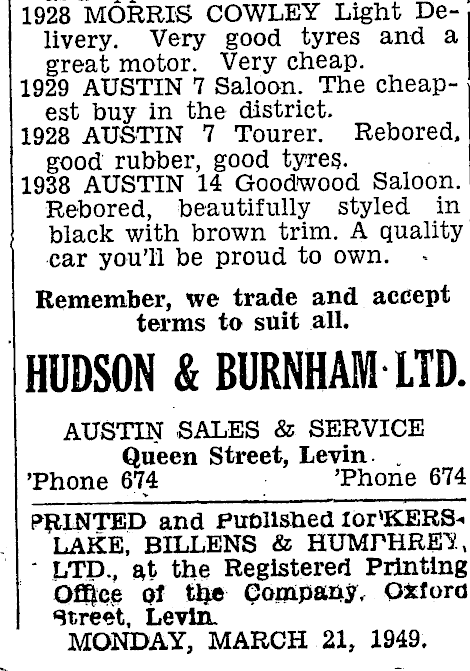 1928 MORRIS COWLEY Light De-
livery. Very good tyres and a
great motor. Very cheap.
1929 AUSTIN 7 Saloon. The cheap-
est buy in the district.
1928 AUSTIN 7 Tourer. Rebored,
good rubber, good tyres.
1938 AUSTIN 14 Goodwood Saloon.
Rebored, beautifully styled in
black with brown trim. A quality
car you'll be proud to own.
Remember, we trade and accept
terms to suit all.
HUDSON & BURNHAM LTD.
AUSTIN SALES & SERVICE
Queen Street, Levin.
'Phone 674 'Phone 674
PRINTED and Published for KERS-
LAKE, BILLENS & HUMPHREY,
LTD., at the Registered Printing
Office of the Company, Oxford
Street, Levin.
MONDAY, MARCH 21, 1949.